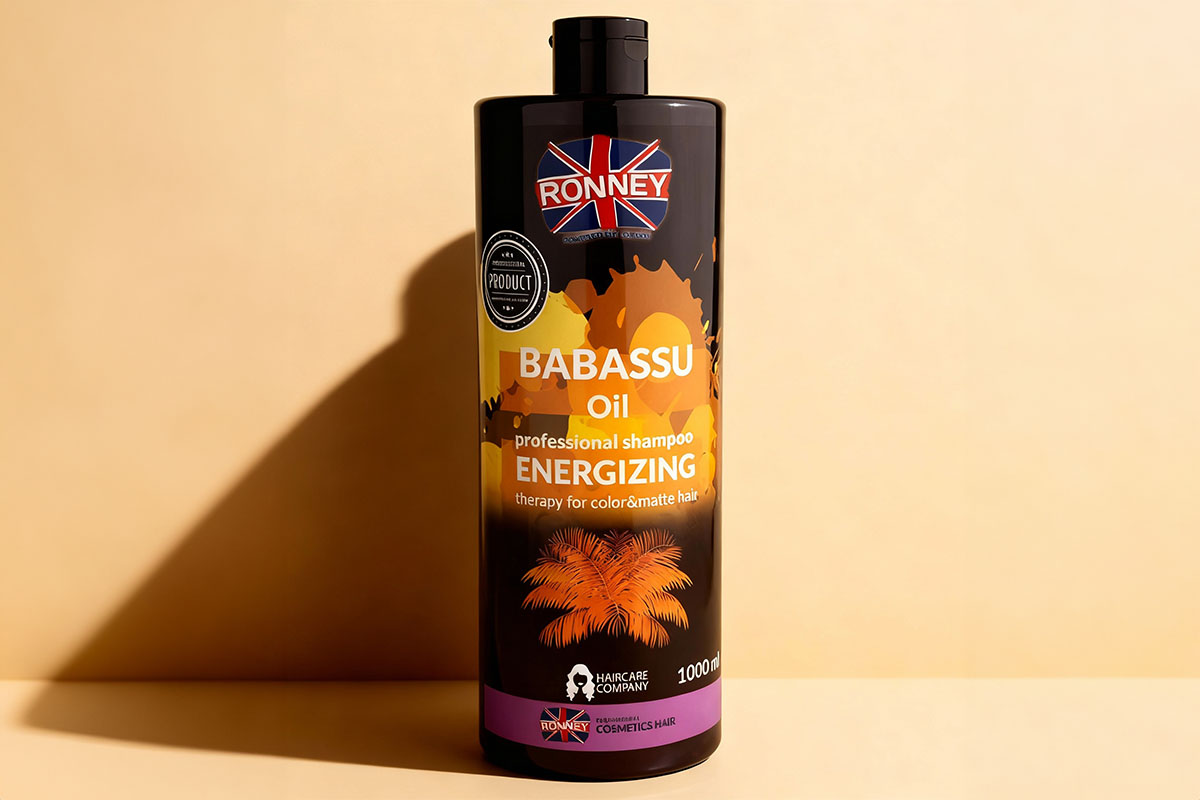 RONNEY
PRODUCT
BABASSU
Oil
professional shampoo
ENERGIZING
therapy for color&matte hair
HAIRCARE
COMPANY
1000 ml
RONNEY
COSMETICS HAIR